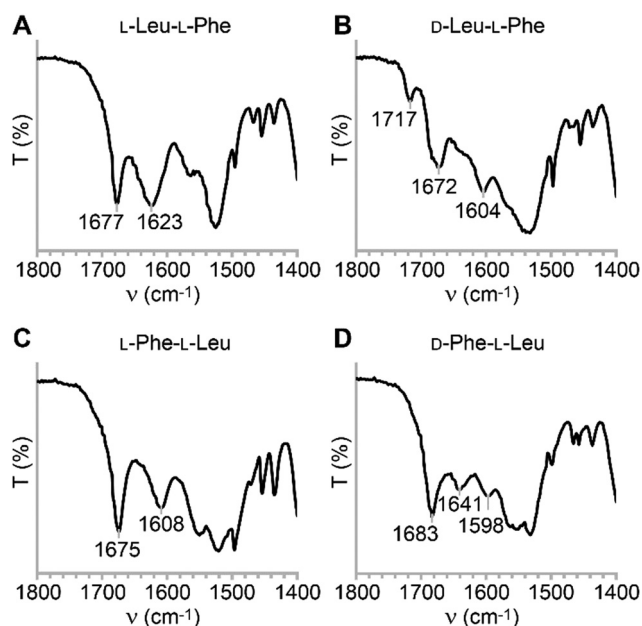 A L-Leu-L-Phe
T (%)
1677 1623
1800 1700 1600 1500 1400
ν (cm-1)
B D-Leu-L-Phe
T (%)
1717
1672
1604
1800 1700 1600 1500 1400
ν (cm-1)
C L-Phe-L-Leu
T (%)
1608
1675
1800 1700 1600 1500 1400
ν (cm-1)
D D-Phe-L-Leu
T (%)
1641
1683 1598
1800 1700 1600 1500 1400
ν (cm-1)